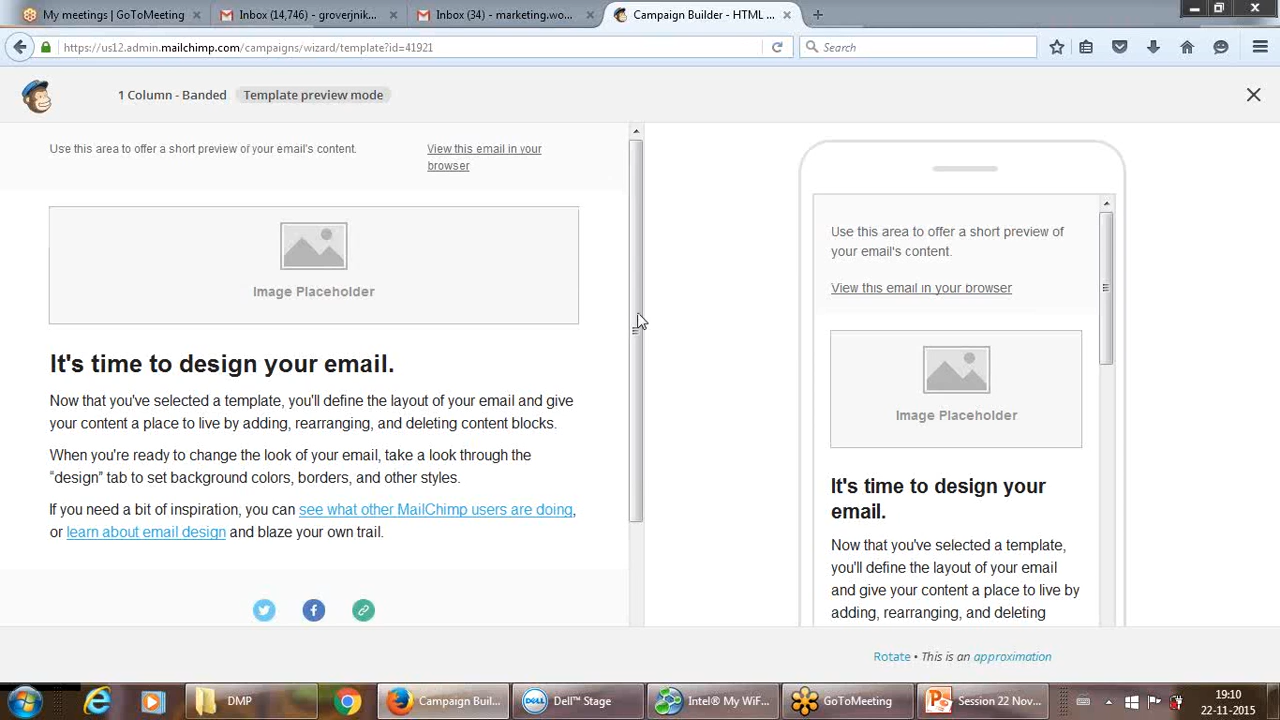 My meetings | GoToMeeting
Inbox (14,746) - groverjnik...
Inbox (34) - marketing.wo...
Campaign Builder - HTML ...
https://us12.admin.mailchimp.com/campaigns/wizard/template?id=41921
Search
1 Column - Banded
Template preview mode
Use this area to offer a short preview of your email's content.
View this email in your
browser
Image Placeholder
It's time to design your email.
Now that you've selected a template, you'll define the layout of your email and give
your content a place to live by adding, rearranging, and deleting content blocks.
When you're ready to change the look of your email, take a look through the
“design” tab to set background colors, borders, and other styles.
If you need a bit of inspiration, you can see what other MailChimp users are doing,
or learn about email design and blaze your own trail.
Use this area to offer a short preview of
your email's content.
View this email in your browser
Image Placeholder
It's time to design your
email.
Now that you've selected a template,
you'll define the layout of your email
and give your content a place to live by
adding, rearranging, and deleting
Rotate • This is an approximation
DMP
Campaign Buil...
DELL
Dell™ Stage
Intel® My WiF...
GoToMeeting
Session 22 Nov...
19:10
22-11-2015